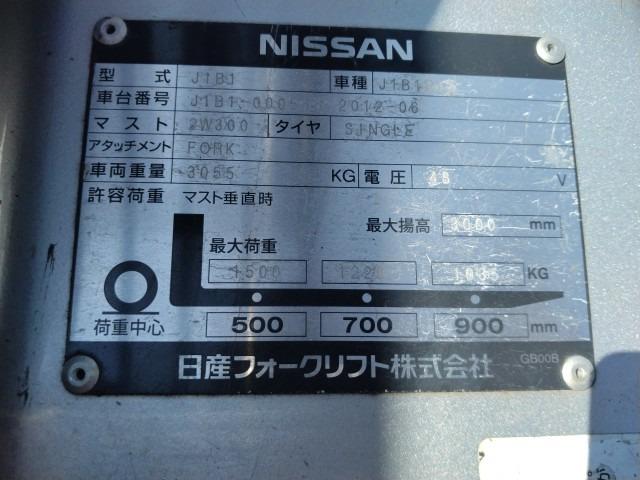 NISSAN
型式 J1B1 車種
車台番号 2012-06
マスト 2W300 タイヤ SINGLE
アタッチメント FORK
車両重量 3055 KG 電圧 48 V
許容荷重 マスト垂直時
最大揚高 3000 mm
最大荷重
1500 1035 KG
荷重中心 500 700 900 mm
日産フォークリフト株式会社 GB00B